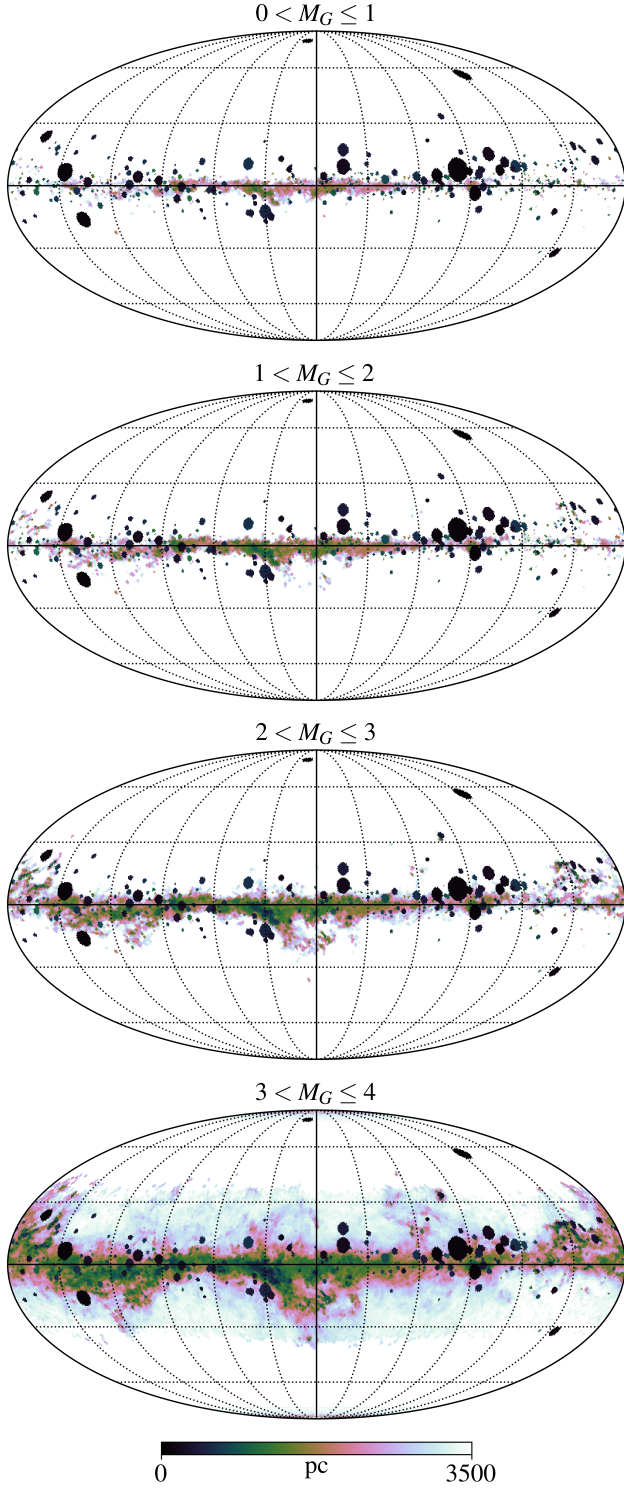 0 < M_G ≤ 1
1 < M_G ≤ 2
2 < M_G ≤ 3
3 < M_G ≤ 4
0 pc 3500